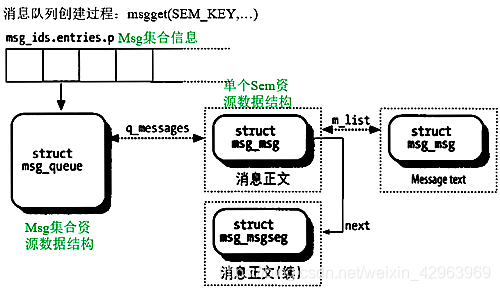 消息队列创建过程：msgget(SEM_KEY,…)
msg_ids.entries.p Msg集合信息
单个Sem资
源数据结构
q_messages
m_list
struct
msg_queue
struct
msg_msg
struct
msg_msg
消息正文
Message text
Msg集合资
源数据结构
struct
msg_msgseg
next
消息正文(续)
csdn.net/weixin_42963969